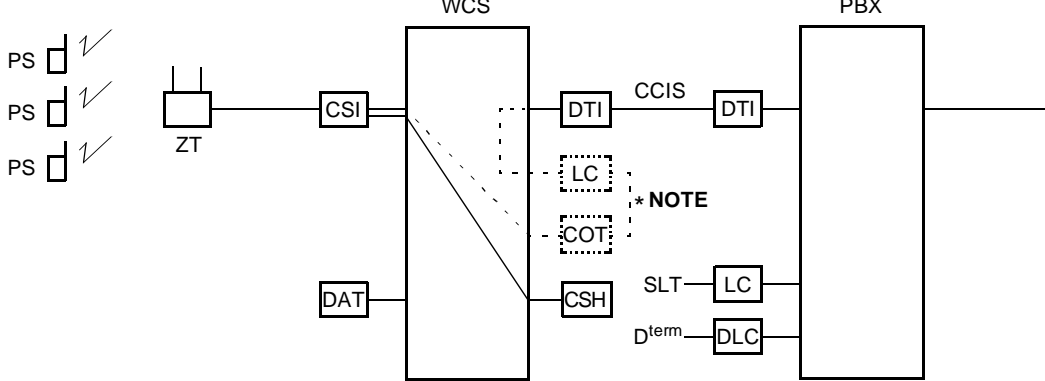 WCS
PBX
PS
PS
PS
ZT
CSI
DTI
CCIS
DTI
LC
* NOTE
COT
DAT
CSH
SLT
LC
Dterm
DLC